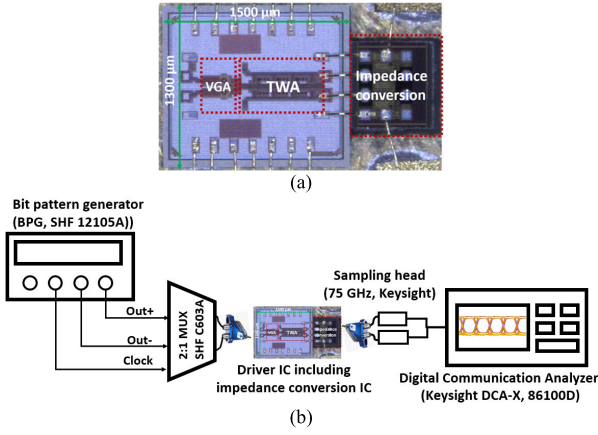 1500 μm
1300 μm
VGA
TWA
Impedance
conversion
(a)
Bit pattern generator
(BPG, SHF 12105A))
Out+
Out-
Clock
2:1 MUX
SHF C603A
Driver IC including
impedance conversion IC
Sampling head
(75 GHz, Keysight)
Digital Communication Analyzer
(Keysight DCA-X, 86100D)
(b)